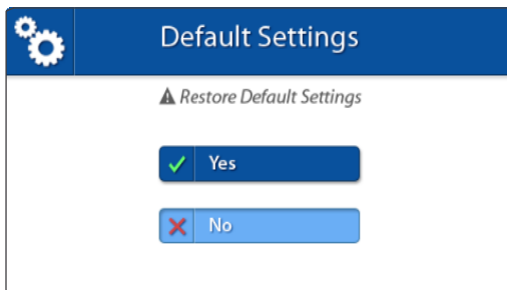 Default Settings
Restore Default Settings
Yes
No